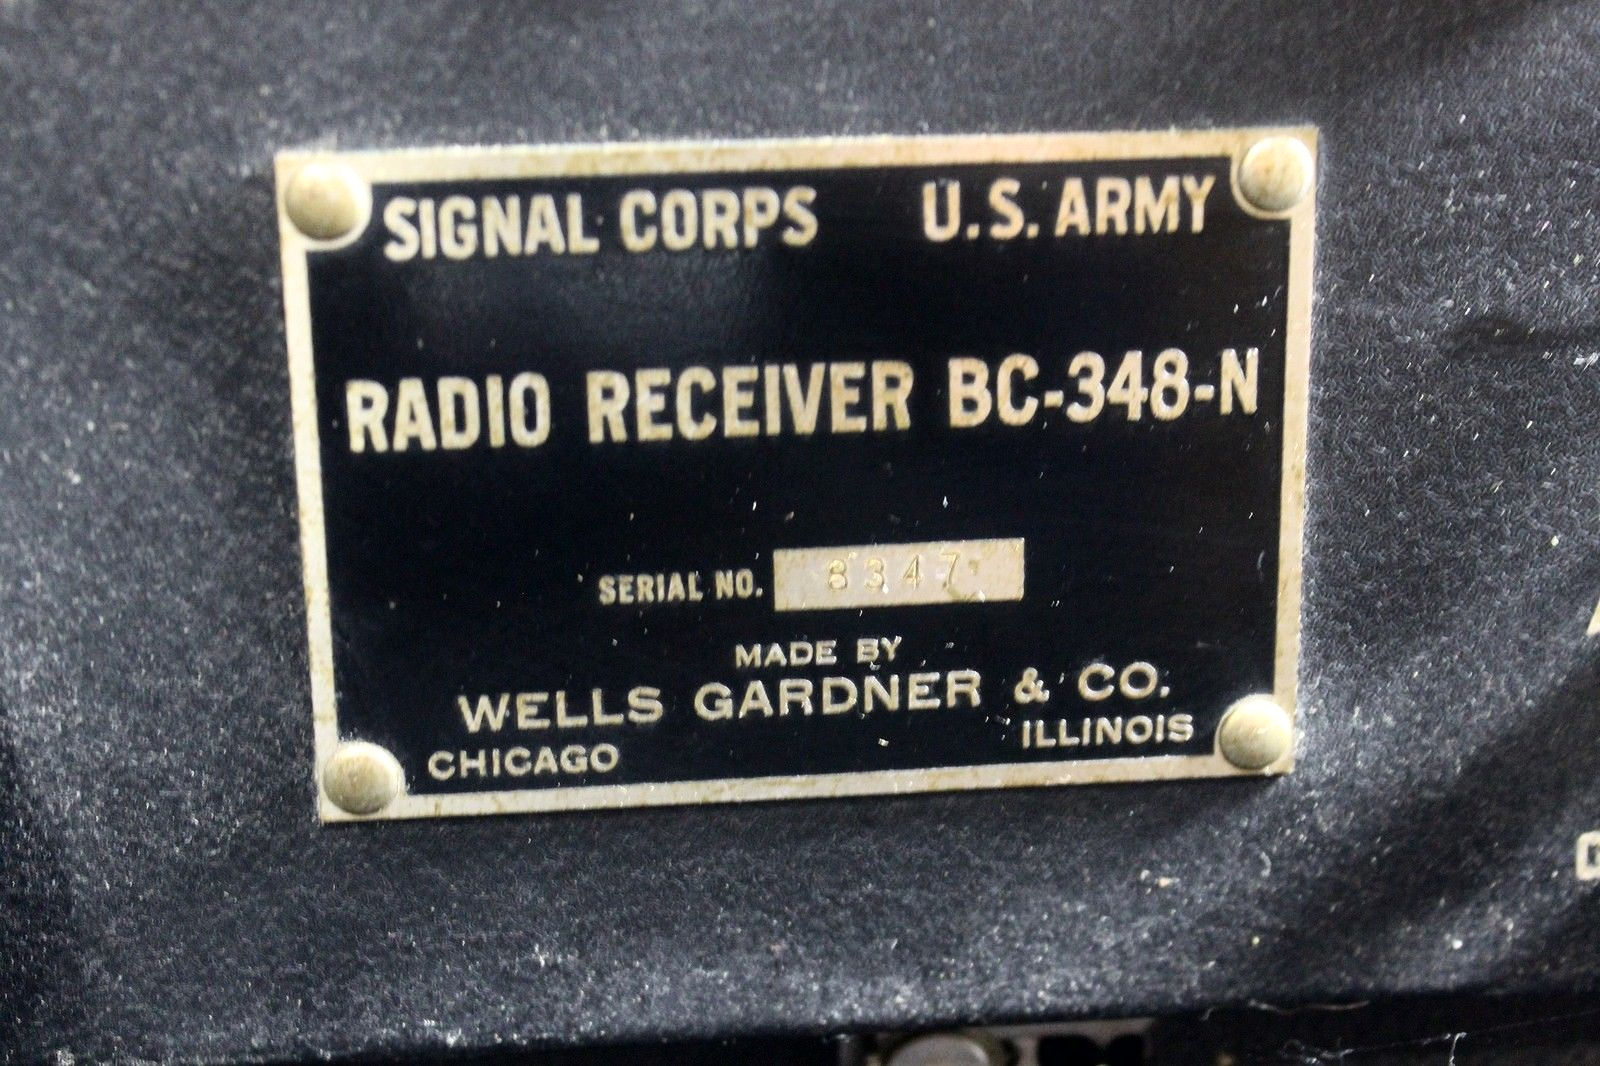 SIGNAL CORPS U.S. ARMY
RADIO RECEIVER BC-348-N
SERIAL NO. 8347
MADE BY
WELLS GARDNER & CO.
CHICAGO ILLINOIS